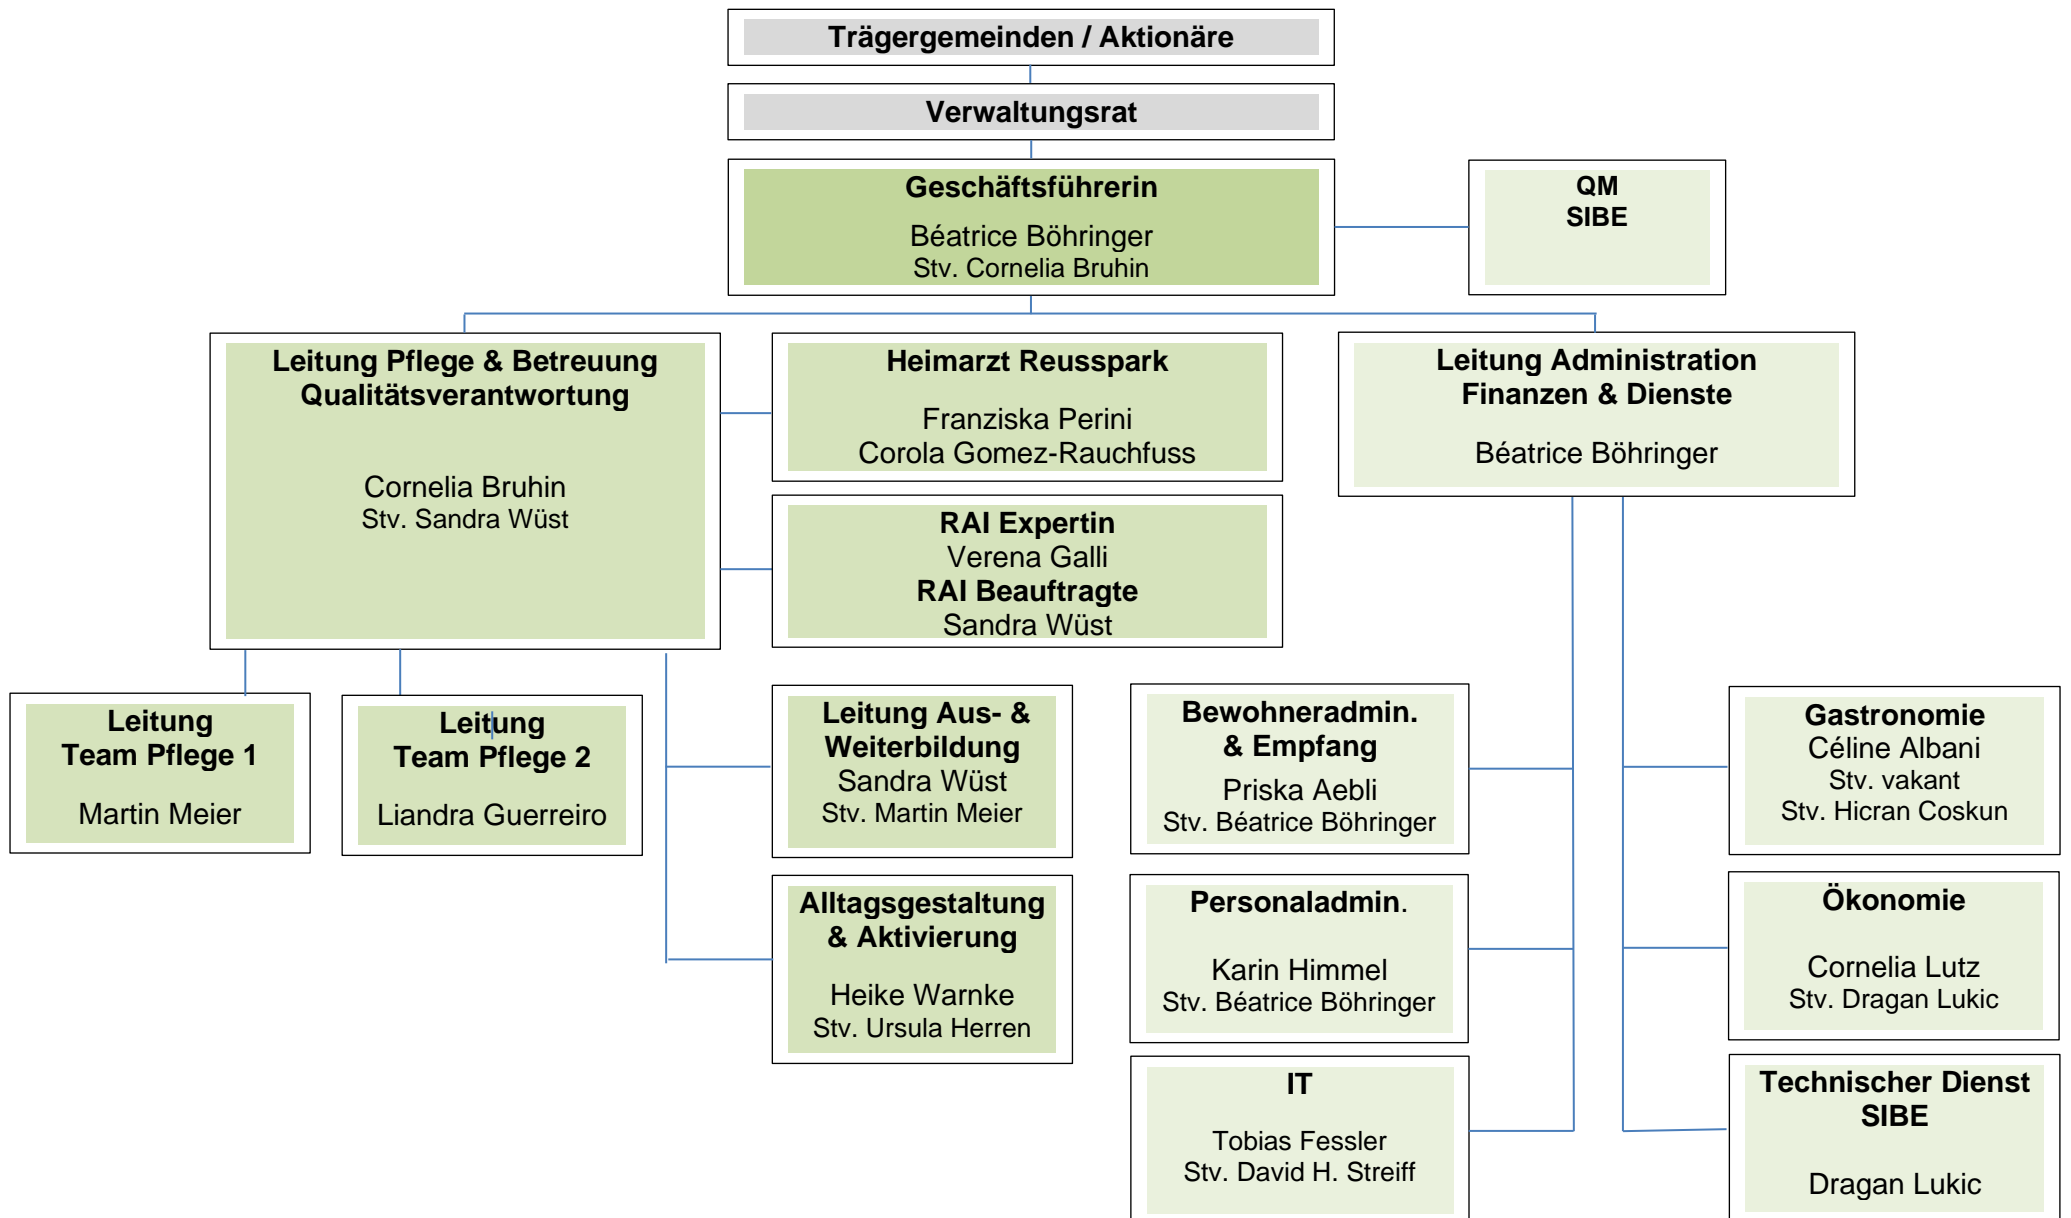 Trägergemeinden / Aktionäre
Verwaltungsrat
Geschäftsführerin
Béatrice Böhringer
Stv. Cornelia Bruhin
QM
SIBE
Leitung Pflege & Betreuung
Qualitätsverantwortung
Cornelia Bruhin
Stv. Sandra Wüst
Heimarzt Reusspark
Franziska Perini
Corola Gomez-Rauchfuss
RAI Expertin
Verena Galli
RAI Beauftragte
Sandra Wüst
Leitung Administration
Finanzen & Dienste
Béatrice Böhringer
Leitung
Team Pflege 1
Martin Meier
Leitung
Team Pflege 2
Liandra Guerreiro
Leitung Aus- &
Weiterbildung
Sandra Wüst
Stv. Martin Meier
Alltagsgestaltung
& Aktivierung
Heike Warnke
Stv. Ursula Herren
Bewohneradmin.
& Empfang
Priska Aebli
Stv. Béatrice Böhringer
Personaladmin.
Karin Himmel
Stv. Béatrice Böhringer
IT
Tobias Fessler
Stv. David H. Streiff
Gastronomie
Céline Albani
Stv. vakant
Stv. Hicran Coskun
Ökonomie
Cornelia Lutz
Stv. Dragan Lukic
Technischer Dienst
SIBE
Dragan Lukic